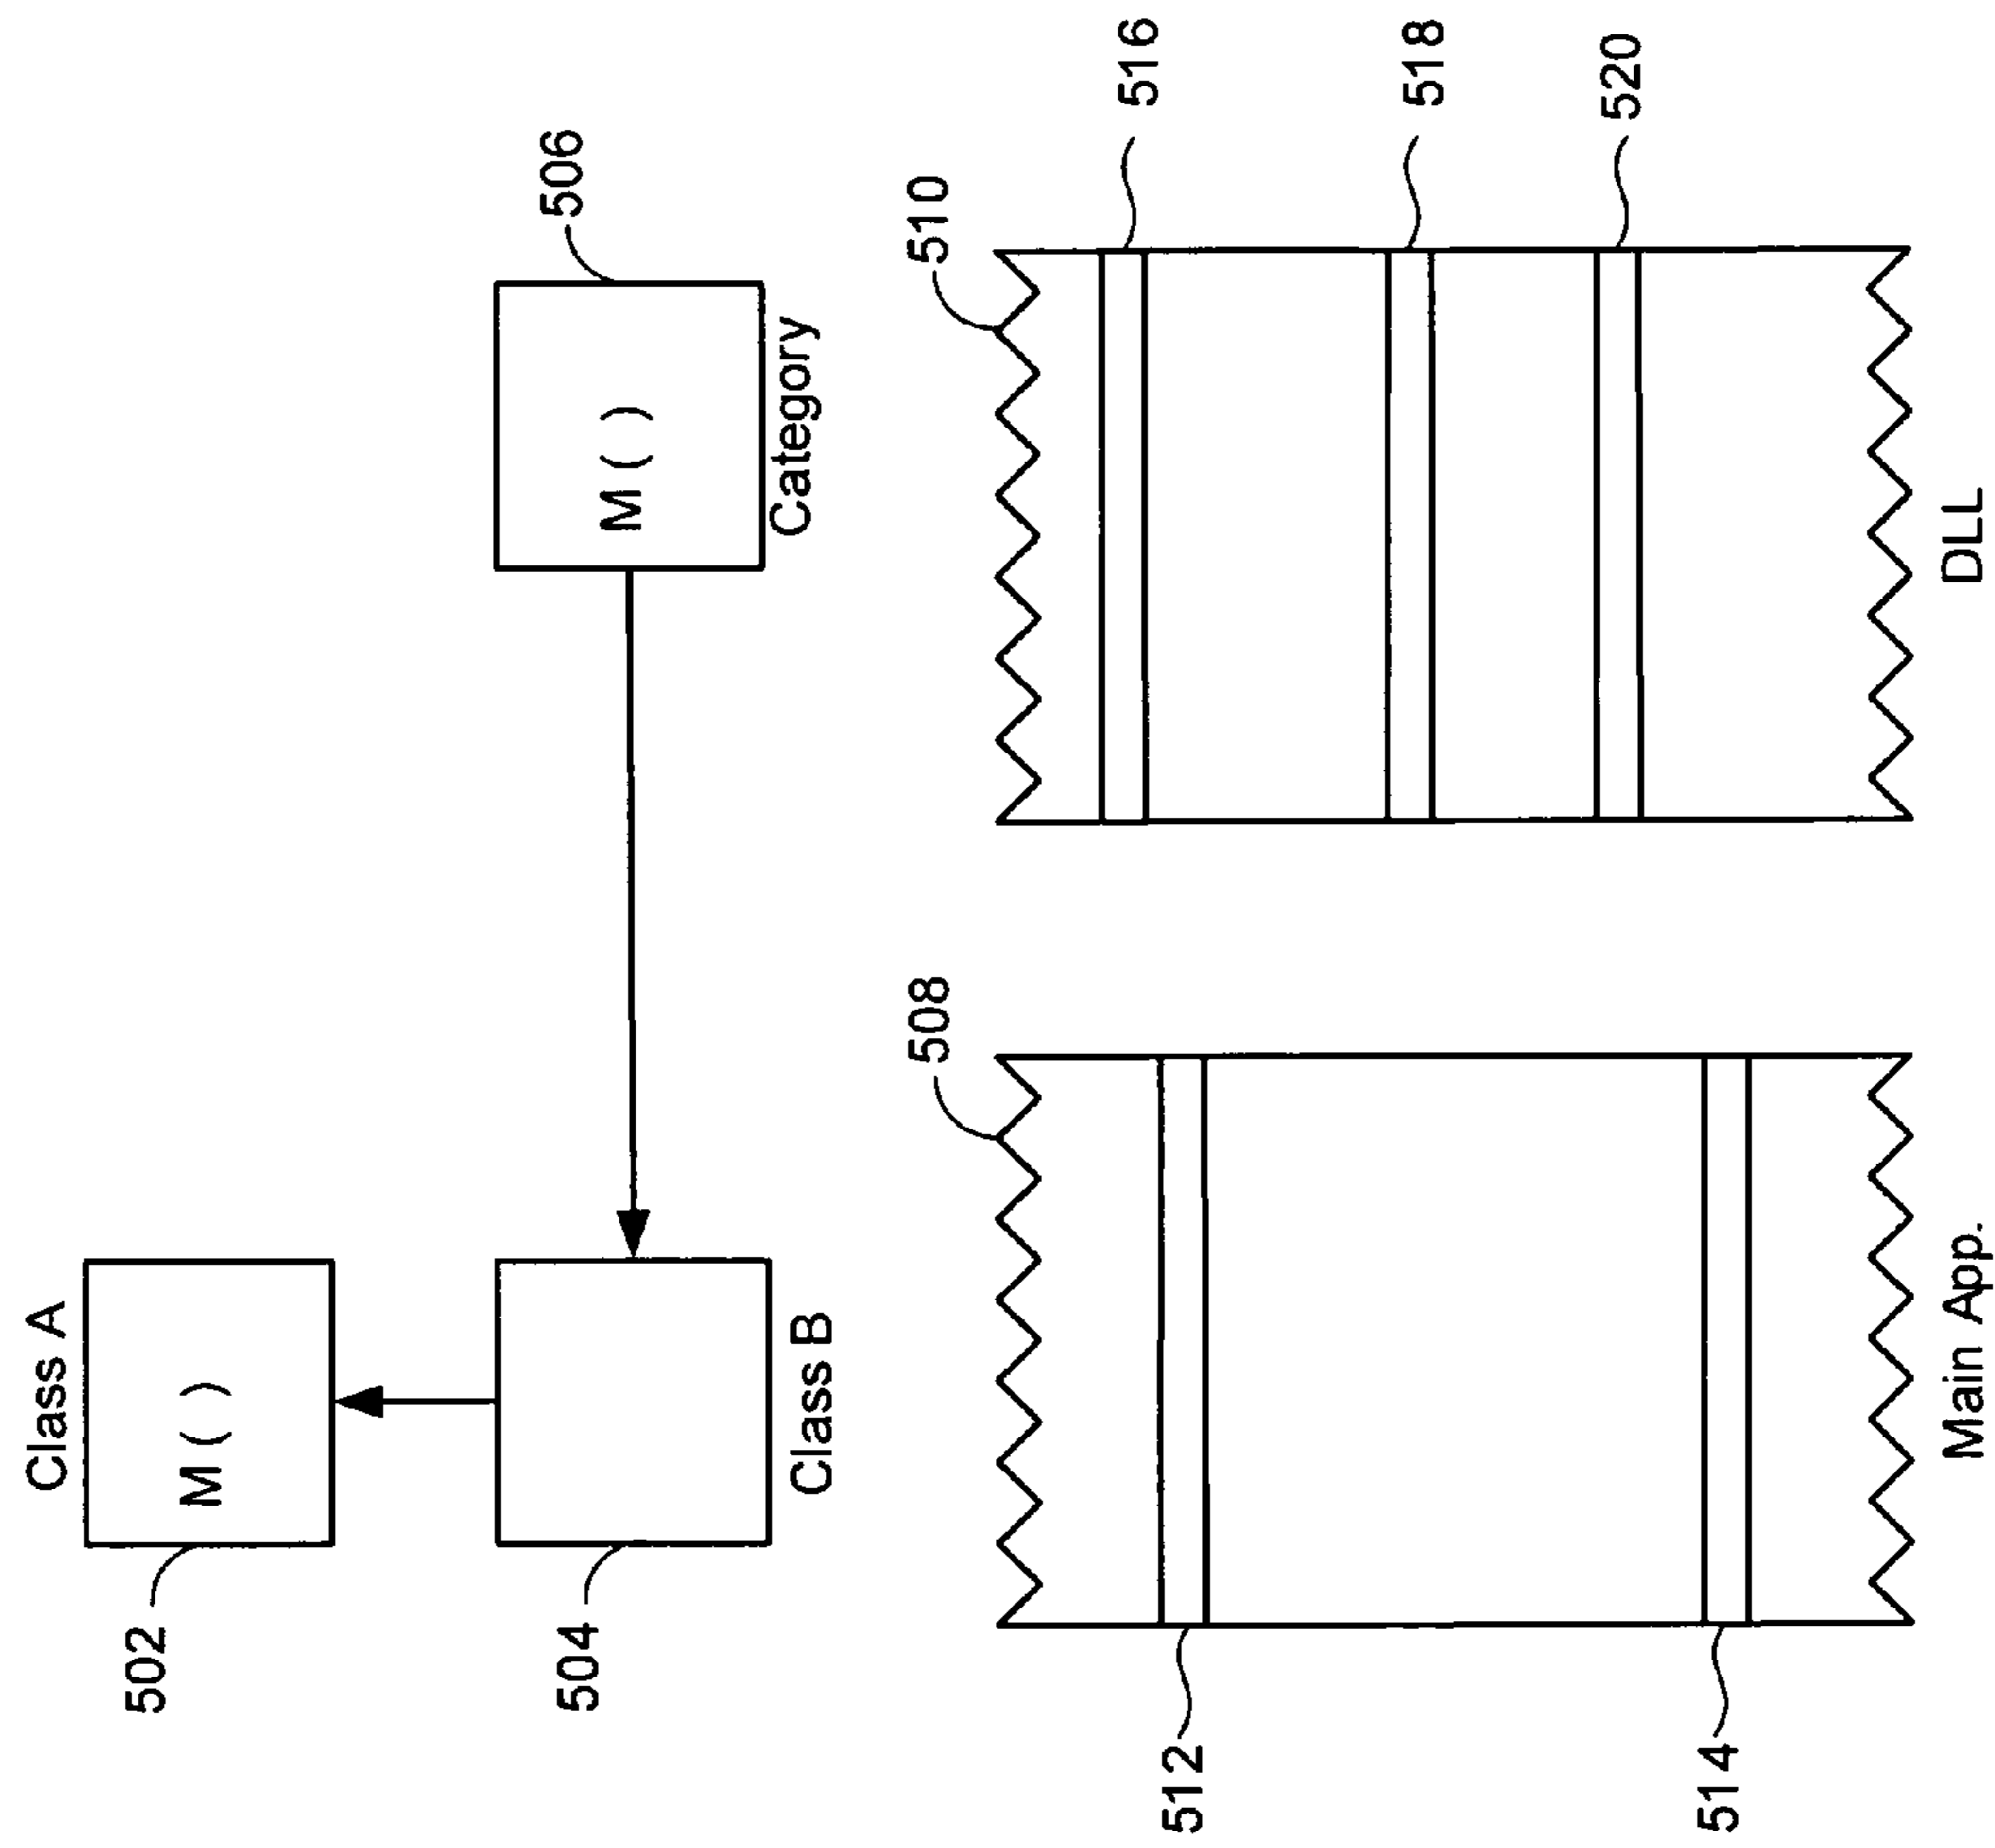 Class A
M ( )
502
504
Class B
506
M ( )
Category
508
510
512
514
516
518
520
Main App.
DLL